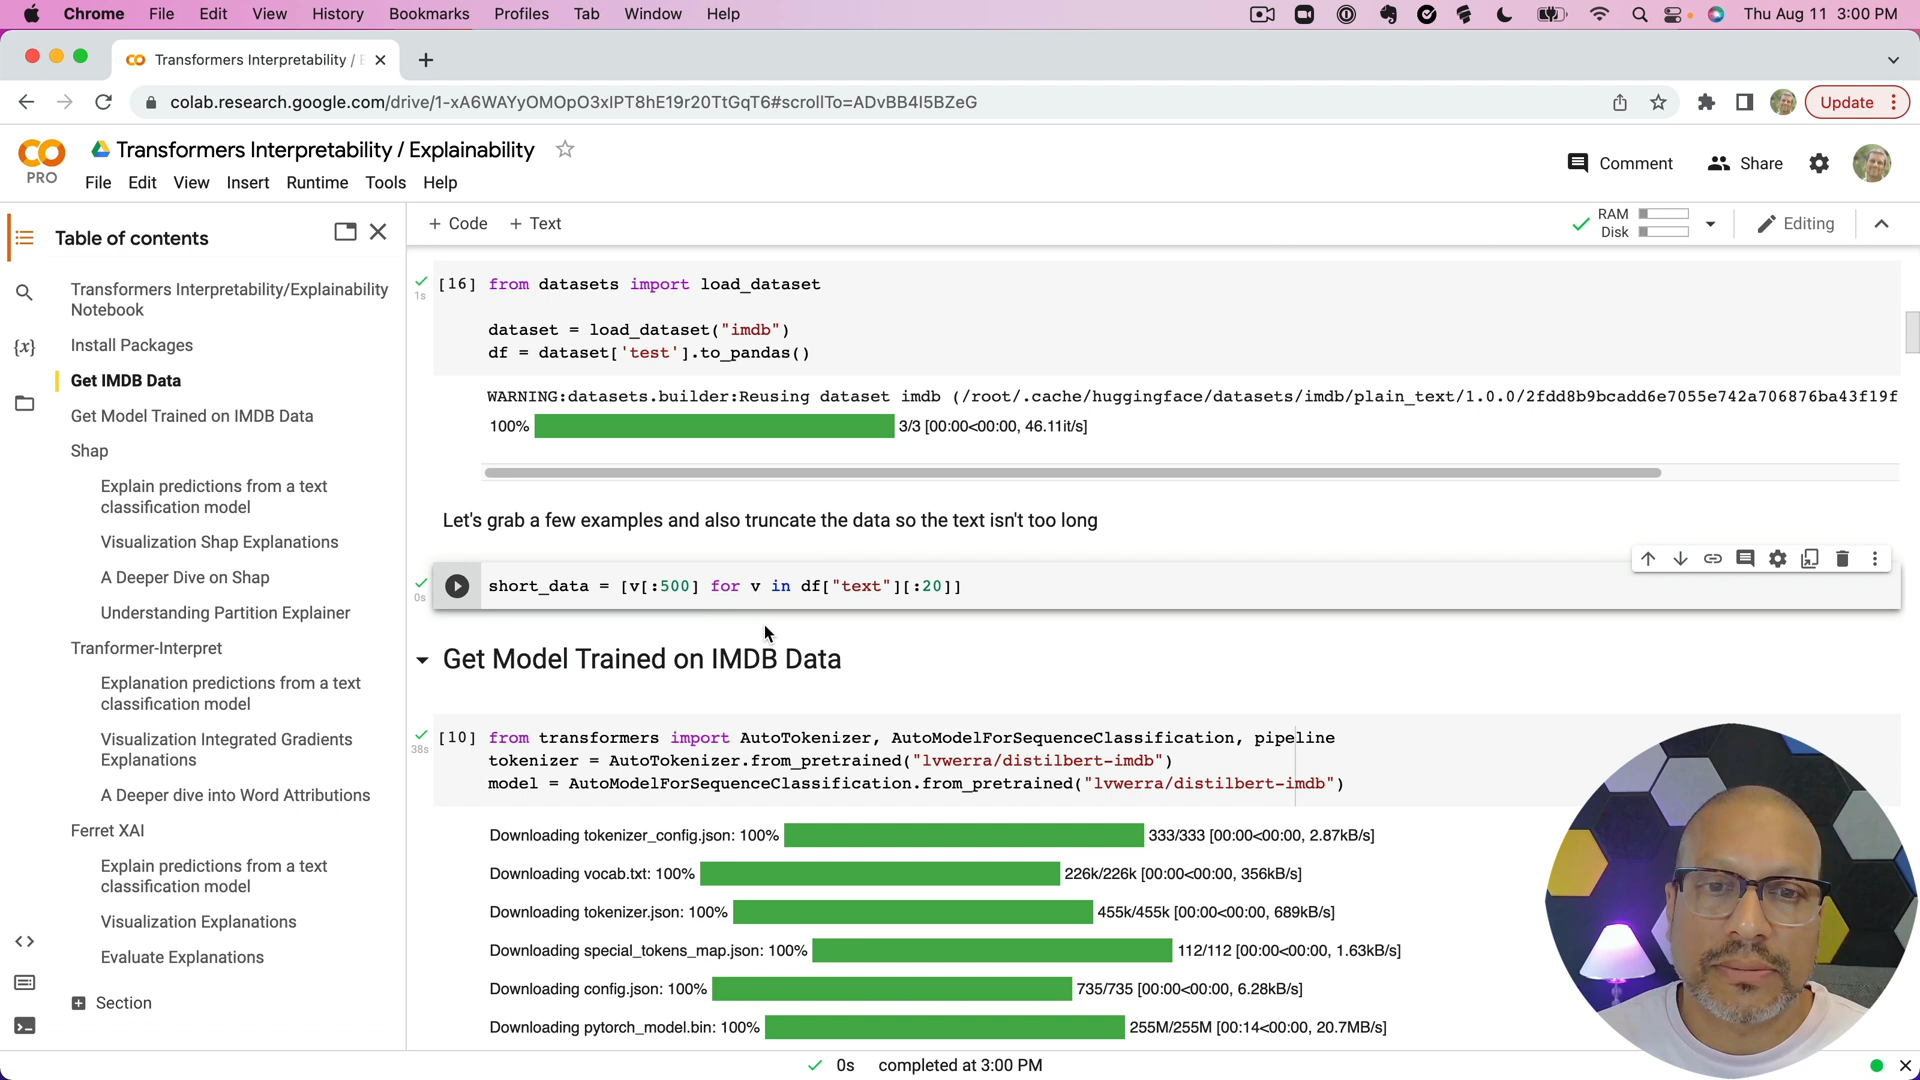 Chrome File Edit View History Bookmarks Profiles Tab Window Help Thu Aug 11 3:00 PM
Transformers Interpretability / E
colab.research.google.com/drive/1-xA6WAYyOMOpO3xIPT8hE19r20TtGqT6#scrollTo=ADvBB4I5BZeG Update
PRO
Transformers Interpretability / Explainability
File Edit View Insert Runtime Tools Help
Comment Share
Table of contents
Transformers Interpretability/Explainability
Notebook
Install Packages
Get IMDB Data
Get Model Trained on IMDB Data
Shap
Explain predictions from a text
classification model
Visualization Shap Explanations
A Deeper Dive on Shap
Understanding Partition Explainer
Tranformer-Interpret
Explanation predictions from a text
classification model
Visualization Integrated Gradients
Explanations
A Deeper dive into Word Attributions
Ferret XAI
Explain predictions from a text
classification model
Visualization Explanations
Evaluate Explanations
Section
+ Code + Text
RAM
Disk
Editing
[16] from datasets import load_dataset
1s
dataset = load_dataset("imdb")
df = dataset['test'].to_pandas()
WARNING:datasets.builder:Reusing dataset imdb (/root/.cache/huggingface/datasets/imdb/plain_text/1.0.0/2fdd8b9bcadd6e7055e742a706876ba43f19f
100% 3/3 [00:00<00:00, 46.11it/s]
Let's grab a few examples and also truncate the data so the text isn't too long
short_data = [v[:500] for v in df["text"][:20]]
0s
Get Model Trained on IMDB Data
[10] from transformers import AutoTokenizer, AutoModelForSequenceClassification, pipeline
38s
tokenizer = AutoTokenizer.from_pretrained("lvwerra/distilbert-imdb")
model = AutoModelForSequenceClassification.from_pretrained("lvwerra/distilbert-imdb")
Downloading tokenizer_config.json: 100% 333/333 [00:00<00:00, 2.87kB/s]
Downloading vocab.txt: 100% 226k/226k [00:00<00:00, 356kB/s]
Downloading tokenizer.json: 100% 455k/455k [00:00<00:00, 689kB/s]
Downloading special_tokens_map.json: 100% 112/112 [00:00<00:00, 1.63kB/s]
Downloading config.json: 100% 735/735 [00:00<00:00, 6.28kB/s]
Downloading pytorch_model.bin: 100% 255M/255M [00:14<00:00, 20.7MB/s]
0s completed at 3:00 PM